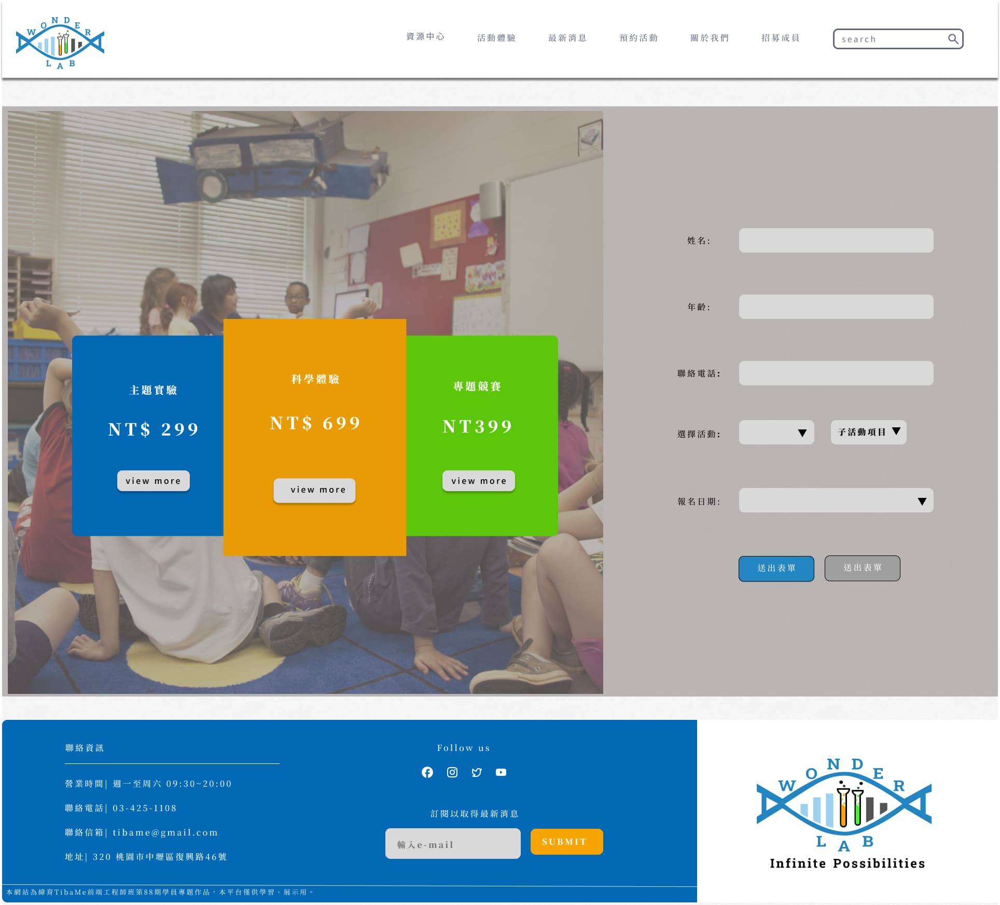 WONDER
LAB
資源中心
活動體驗
最新消息
預約活動
關於我們
招募成員
search
姓名:
年齡:
聯絡電話:
選擇活動:
子活動項目 ▼
報名日期:
送出表單
送出表單
主題實驗
NT$ 299
view more
科學體驗
NT$ 699
view more
專題競賽
NT399
view more
聯絡資訊
營業時間| 週一至周六 09:30~20:00
聯絡電話| 03-425-1108
聯絡信箱| tibame@gmail.com
地址| 320 桃園市中壢區復興路46號
Follow us
訂閱以取得最新消息
輸入e-mail
SUBMIT
本網站為緯育TibaMe前端工程師班第88期學員專題作品，本平台僅供學習、展示用。
WONDER
LAB
Infinite Possibilities